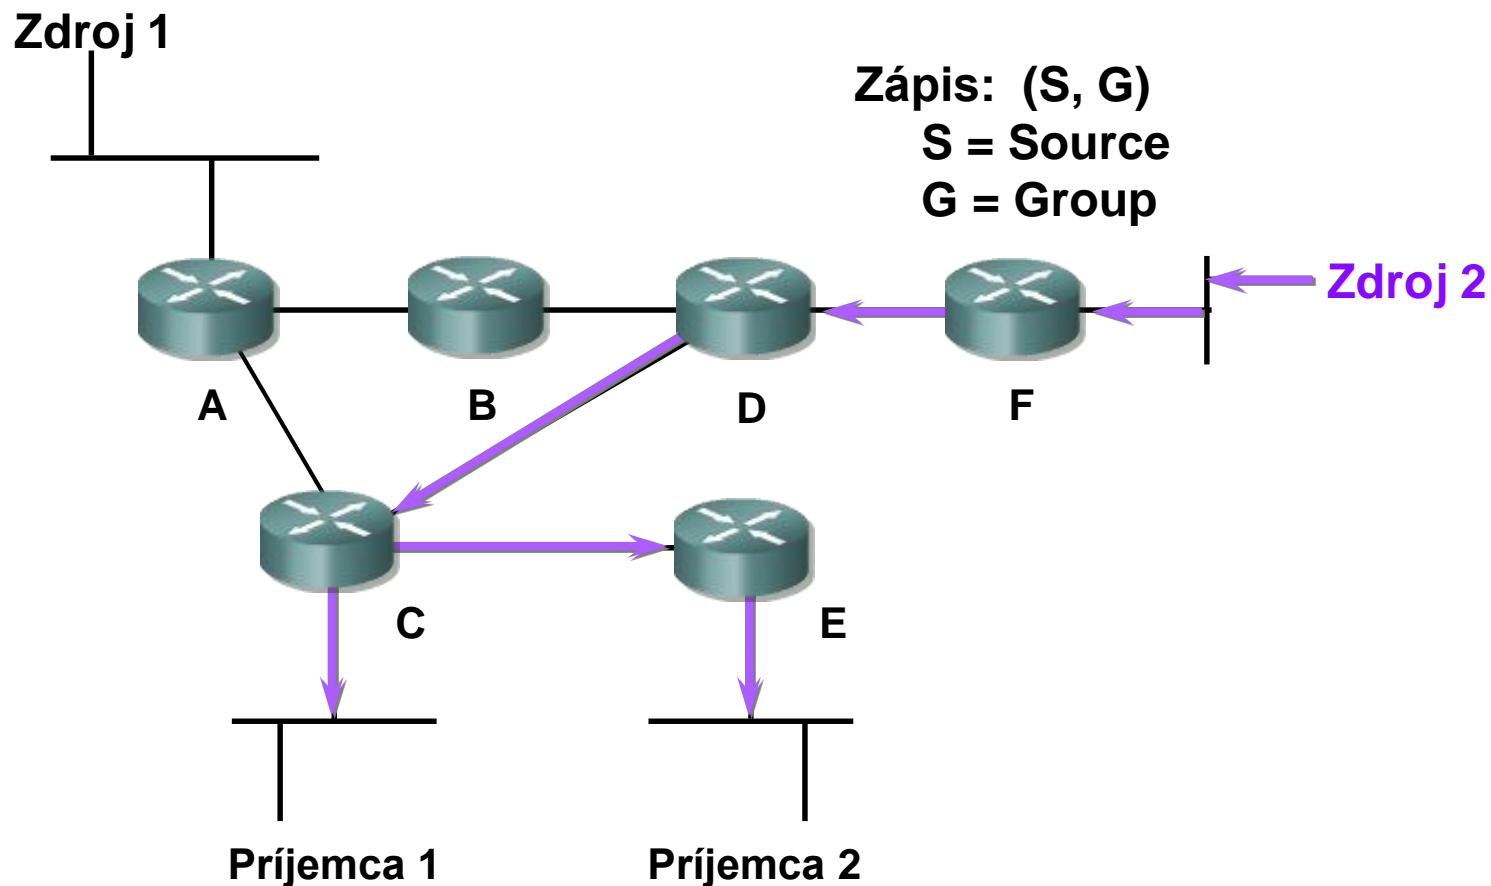 Zdroj 1
Zápis: (S, G)
S = Source
G = Group
Zdroj 2
A
B
D
F
C
E
Príjemca 1
Príjemca 2